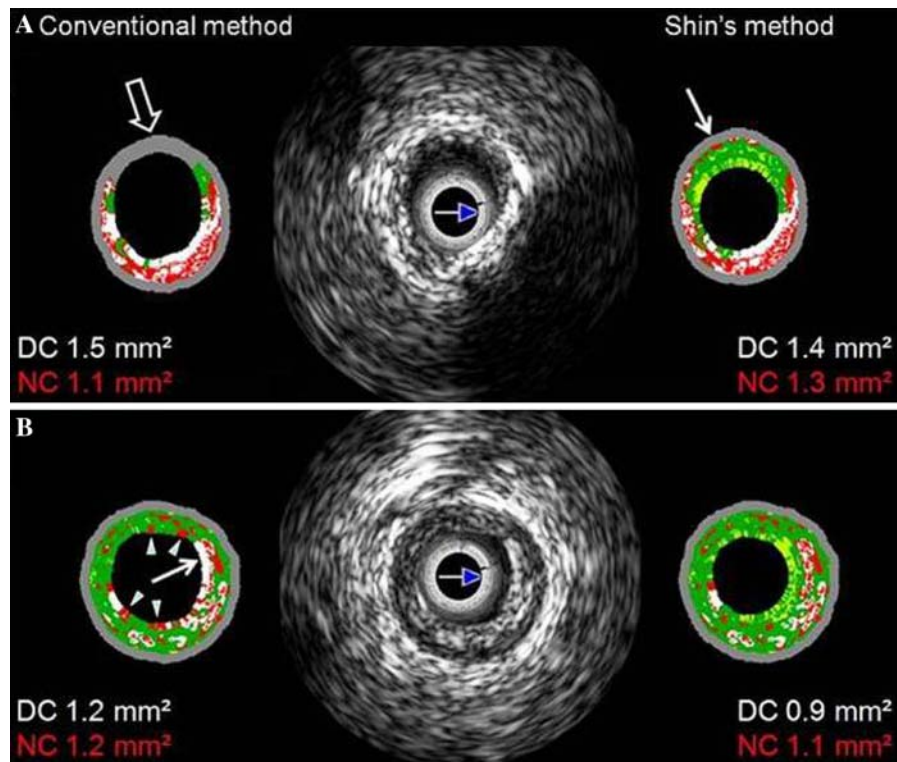 A Conventional method
Shin's method
DC 1.5 mm²
NC 1.1 mm²
DC 1.4 mm²
NC 1.3 mm²
B
DC 1.2 mm²
NC 1.2 mm²
DC 0.9 mm²
NC 1.1 mm²